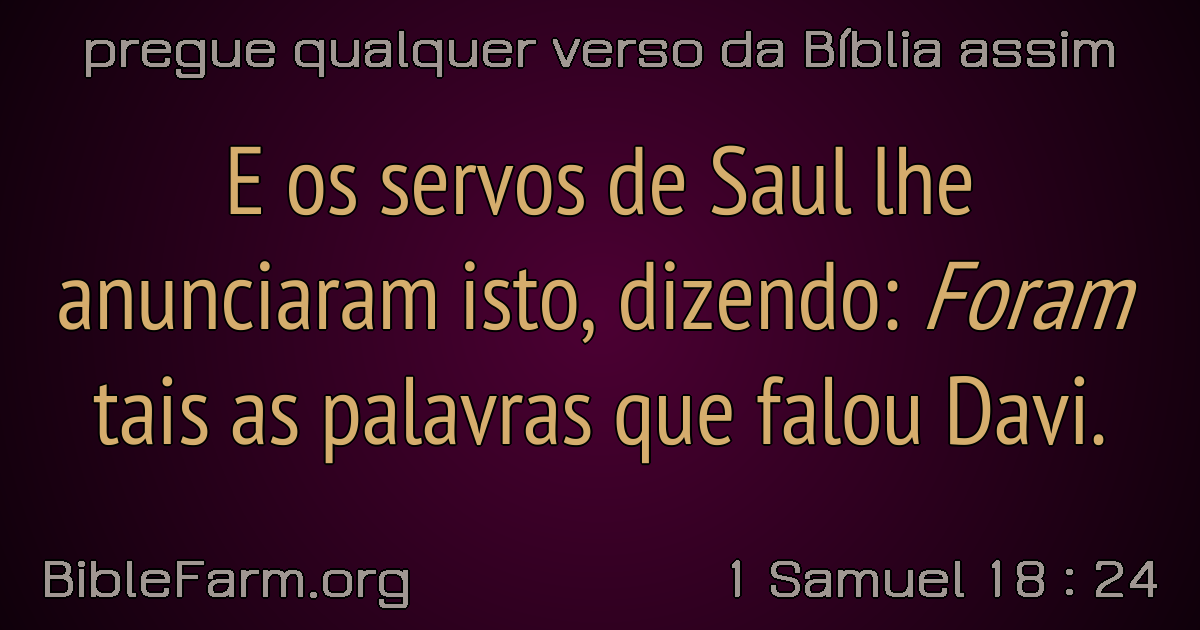 pregue qualquer verso da Bíblia assim
E os servos de Saul lhe
anunciaram isto, dizendo: Foram
tais as palavras que falou Davi.
BibleFarm.org
1 Samuel 18 : 24